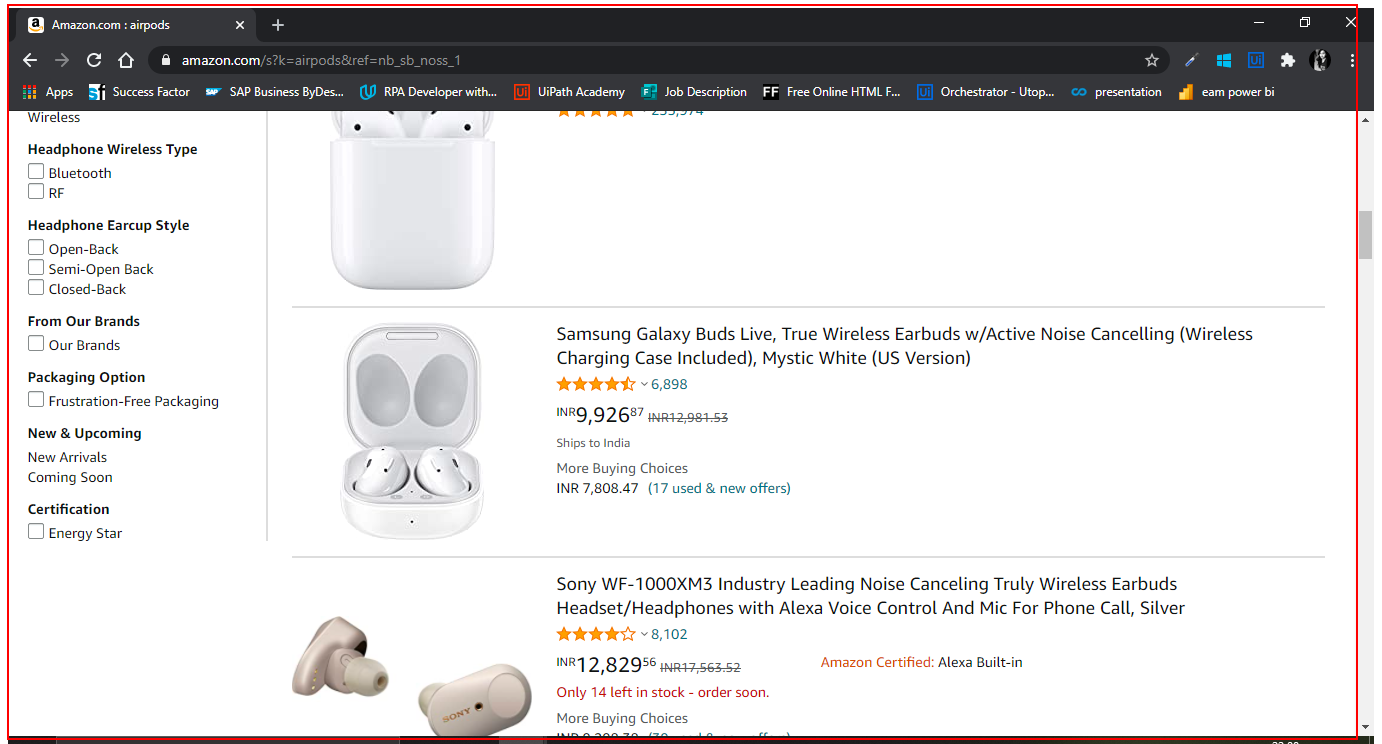 Amazon.com : airpods
amazon.com/s?k=airpods&ref=nb_sb_noss_1
Apps
Success Factor
SAP Business ByDes...
RPA Developer with...
UiPath Academy
Job Description
Free Online HTML F...
Orchestrator - Utop...
presentation
eam power bi
Wireless
Headphone Wireless Type
Bluetooth
RF
Headphone Earcup Style
Open-Back
Semi-Open Back
Closed-Back
From Our Brands
Our Brands
Packaging Option
Frustration-Free Packaging
New & Upcoming
New Arrivals
Coming Soon
Certification
Energy Star
Samsung Galaxy Buds Live, True Wireless Earbuds w/Active Noise Cancelling (Wireless
Charging Case Included), Mystic White (US Version)
6,898
INR9,92687 INR12,981.53
Ships to India
More Buying Choices
INR 7,808.47 (17 used & new offers)
Sony WF-1000XM3 Industry Leading Noise Canceling Truly Wireless Earbuds
Headset/Headphones with Alexa Voice Control And Mic For Phone Call, Silver
8,102
INR12,82956 INR17,563.52
Amazon Certified: Alexa Built-in
Only 14 left in stock - order soon.
More Buying Choices
SONY